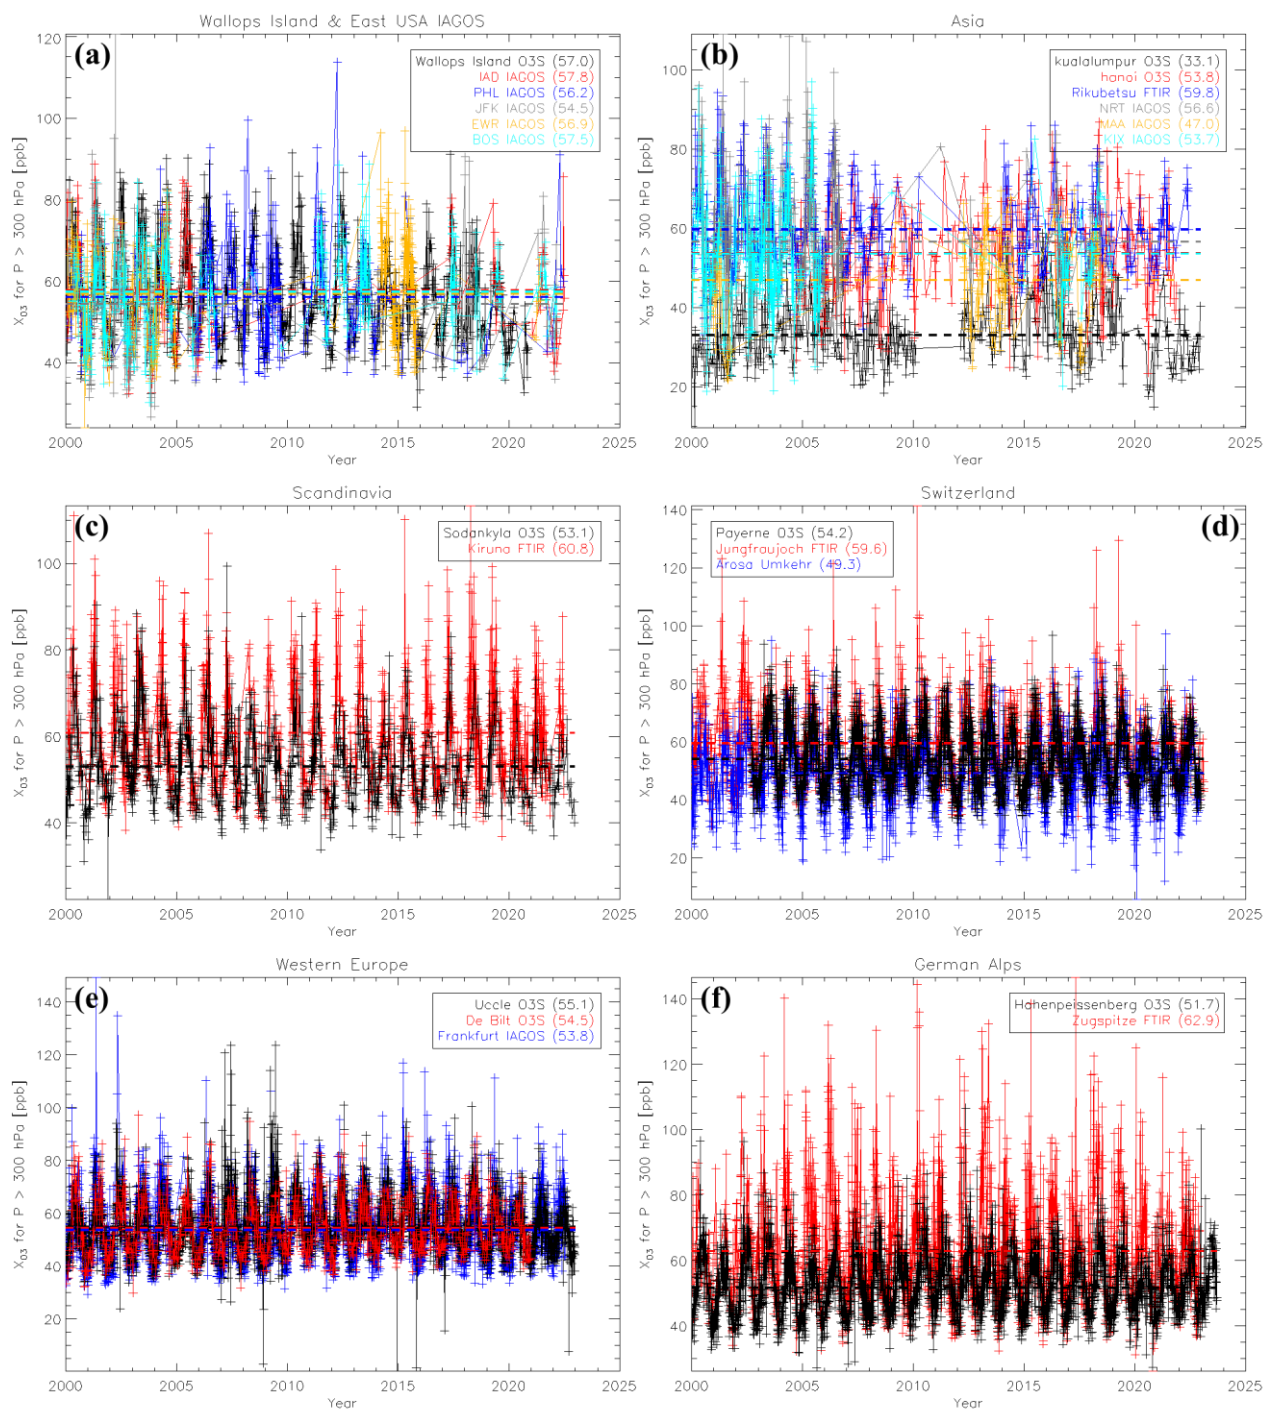 Wallops Island & East USA IAGOS
(a)
Wallops Island O3S (57.0)
IAD IAGOS (57.8)
PHL IAGOS (56.2)
JFK IAGOS (54.5)
EWR IAGOS (56.9)
BOS IAGOS (57.5)
X_O3 for P > 300 hPa [ppb]
120
100
80
60
40
2000 2005 2010 2015 2020 2025
Year
Asia
(b)
kualalumpur O3S (33.1)
hanoi O3S (53.8)
Rikubetsu FTIR (59.8)
NRT IAGOS (56.6)
MAA IAGOS (47.0)
KIX IAGOS (53.7)
X_O3 for P > 300 hPa [ppb]
100
80
60
40
20
2000 2005 2010 2015 2020 2025
Year
Scandinavia
(c)
Sodankyla O3S (53.1)
Kiruna FTIR (60.8)
X_O3 for P > 300 hPa [ppb]
100
80
60
40
2000 2005 2010 2015 2020 2025
Year
Switzerland
(d)
Payerne O3S (54.2)
Jungfraujoch FTIR (59.6)
Arosa Umkehr (49.3)
X_O3 for P > 300 hPa [ppb]
140
120
100
80
60
40
20
2000 2005 2010 2015 2020 2025
Year
Western Europe
(e)
Uccle O3S (55.1)
De Bilt O3S (54.5)
Frankfurt IAGOS (53.8)
X_O3 for P > 300 hPa [ppb]
140
120
100
80
60
40
20
2000 2005 2010 2015 2020 2025
Year
German Alps
(f)
Hohenpeissenberg O3S (51.7)
Zugspitze FTIR (62.9)
X_O3 for P > 300 hPa [ppb]
140
120
100
80
60
40
2000 2005 2010 2015 2020 2025
Year